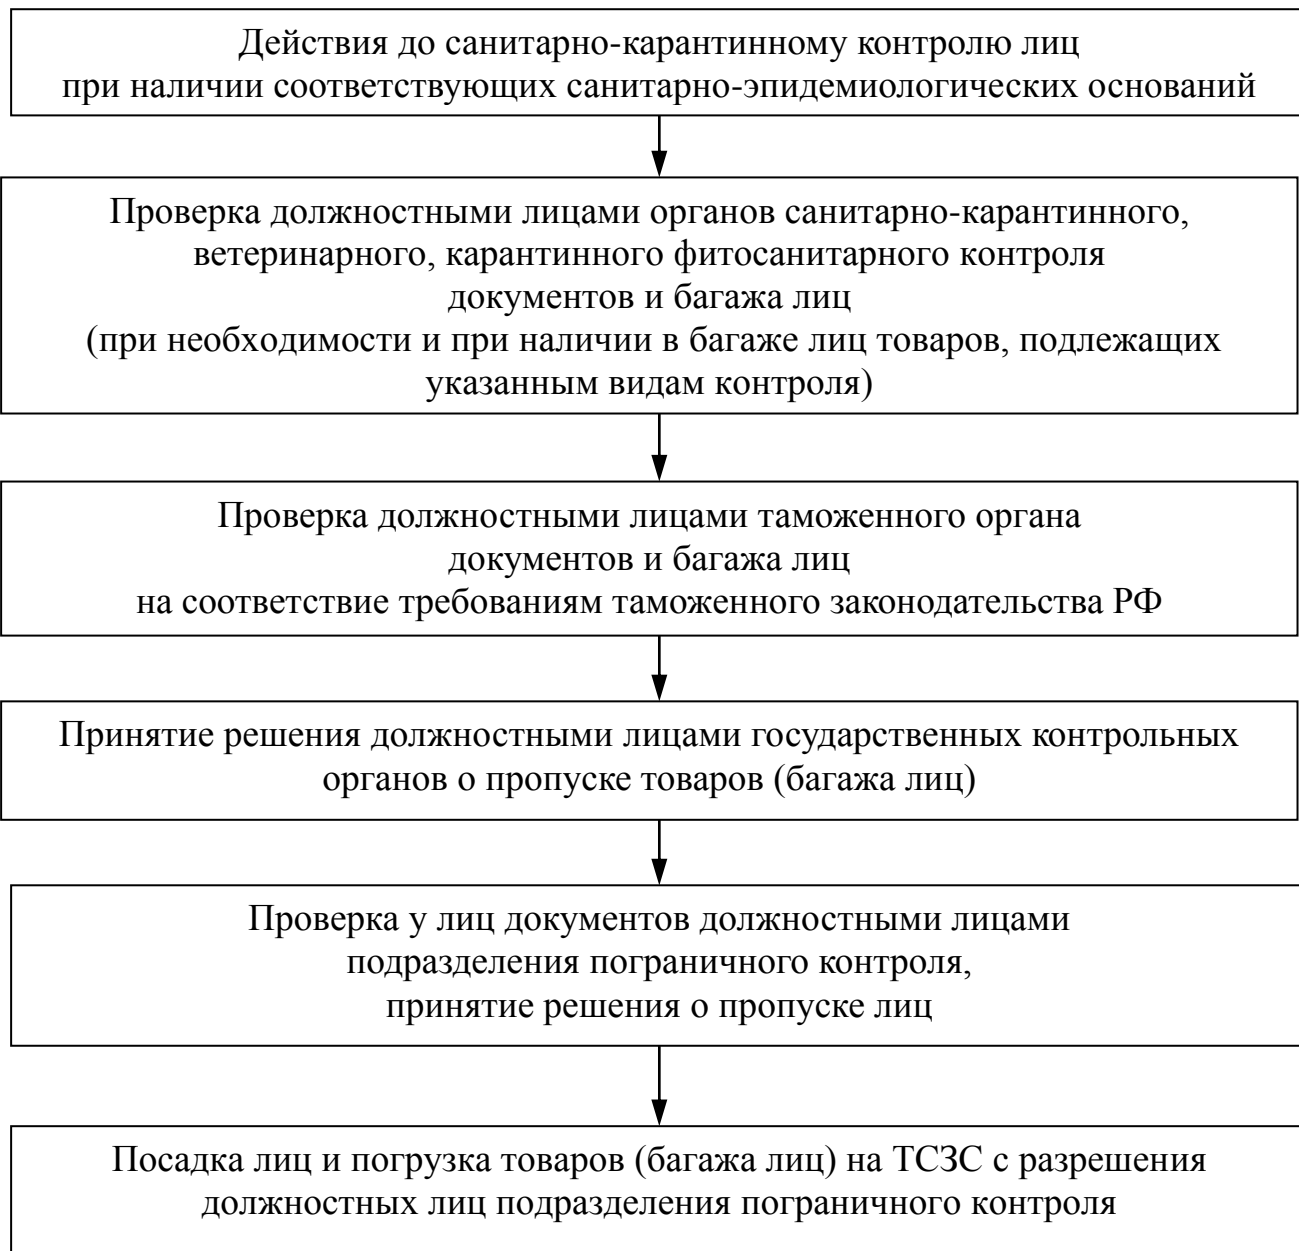 Действия до санитарно-карантинному контролю лиц
при наличии соответствующих санитарно-эпидемиологических оснований
Проверка должностными лицами органов санитарно-карантинного,
ветеринарного, карантинного фитосанитарного контроля
документов и багажа лиц
(при необходимости и при наличии в багаже лиц товаров, подлежащих
указанным видам контроля)
Проверка должностными лицами таможенного органа
документов и багажа лиц
на соответствие требованиям таможенного законодательства РФ
Принятие решения должностными лицами государственных контрольных
органов о пропуске товаров (багажа лиц)
Проверка у лиц документов должностными лицами
подразделения пограничного контроля,
принятие решения о пропуске лиц
Посадка лиц и погрузка товаров (багажа лиц) на ТСЗС с разрешения
должностных лиц подразделения пограничного контроля